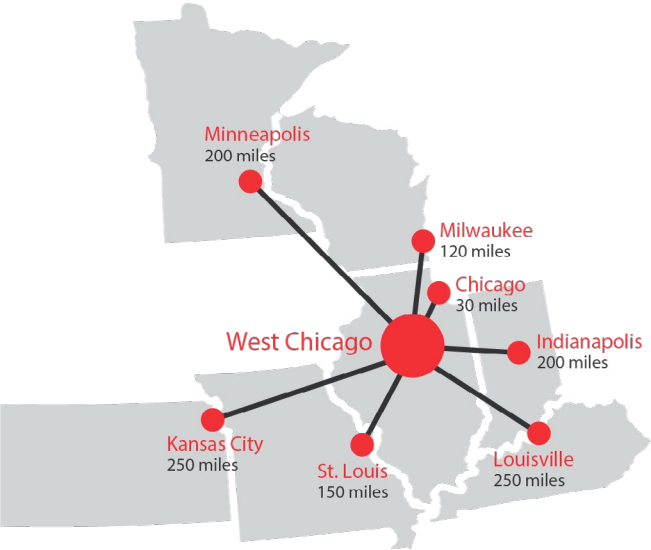 Minneapolis
200 miles
Milwaukee
120 miles
Chicago
30 miles
West Chicago
Indianapolis
200 miles
Kansas City
250 miles
St. Louis
150 miles
Louisville
250 miles